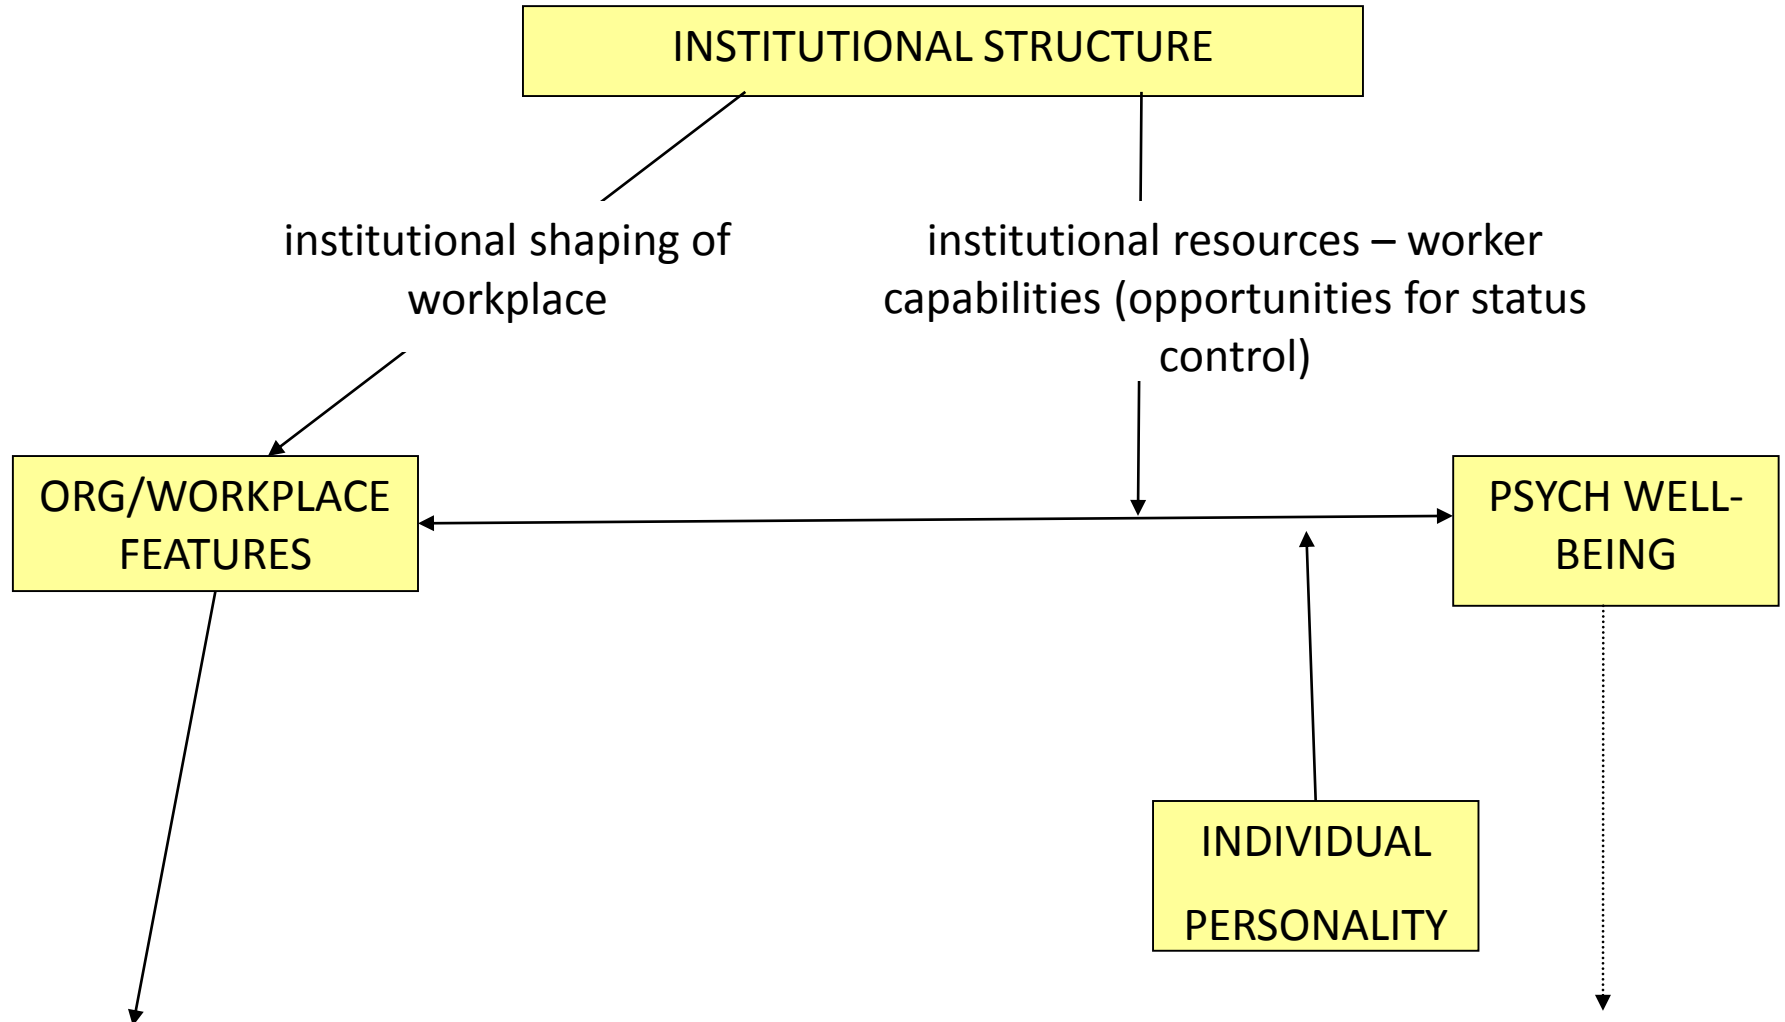 INSTITUTIONAL STRUCTURE
institutional shaping of
workplace
institutional resources – worker
capabilities (opportunities for status
control)
ORG/WORKPLACE
FEATURES
PSYCH WELL-
BEING
INDIVIDUAL
PERSONALITY